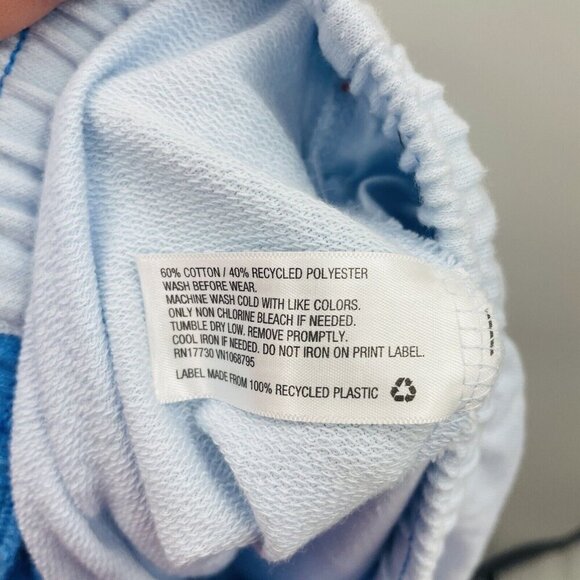 60% COTTON / 40% RECYCLED POLYESTER
WASH BEFORE WEAR.
MACHINE WASH COLD WITH LIKE COLORS.
ONLY NON CHLORINE BLEACH IF NEEDED.
TUMBLE DRY LOW. REMOVE PROMPTLY.
COOL IRON IF NEEDED. DO NOT IRON ON PRINT LABEL.
RN17730 VN1068795
LABEL MADE FROM 100% RECYCLED PLASTIC